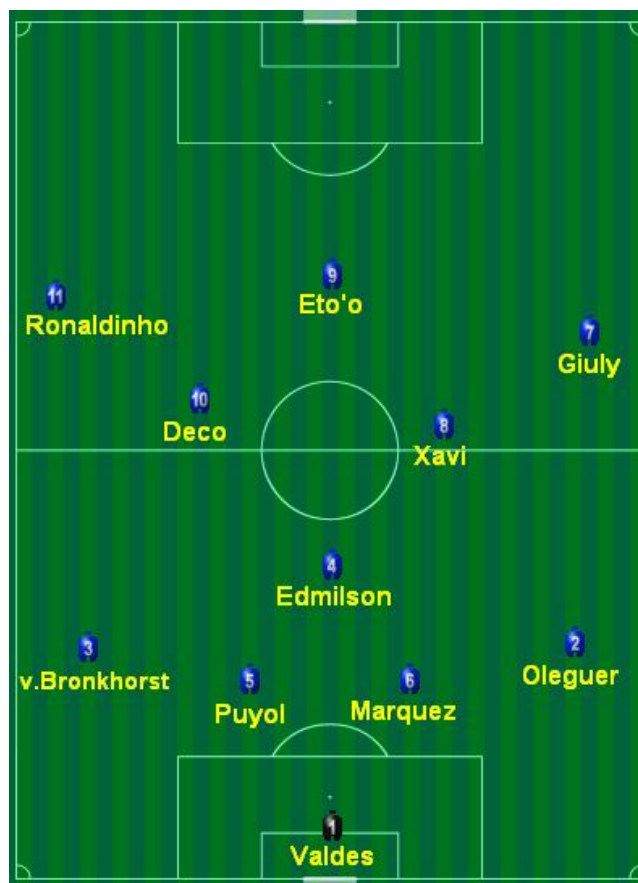 9
Eto'o
11
Ronaldinho
7
Giuly
10
Deco
8
Xavi
4
Edmilson
3
v.Bronkhorst
2
Oleguer
5
Puyol
6
Marquez
1
Valdes